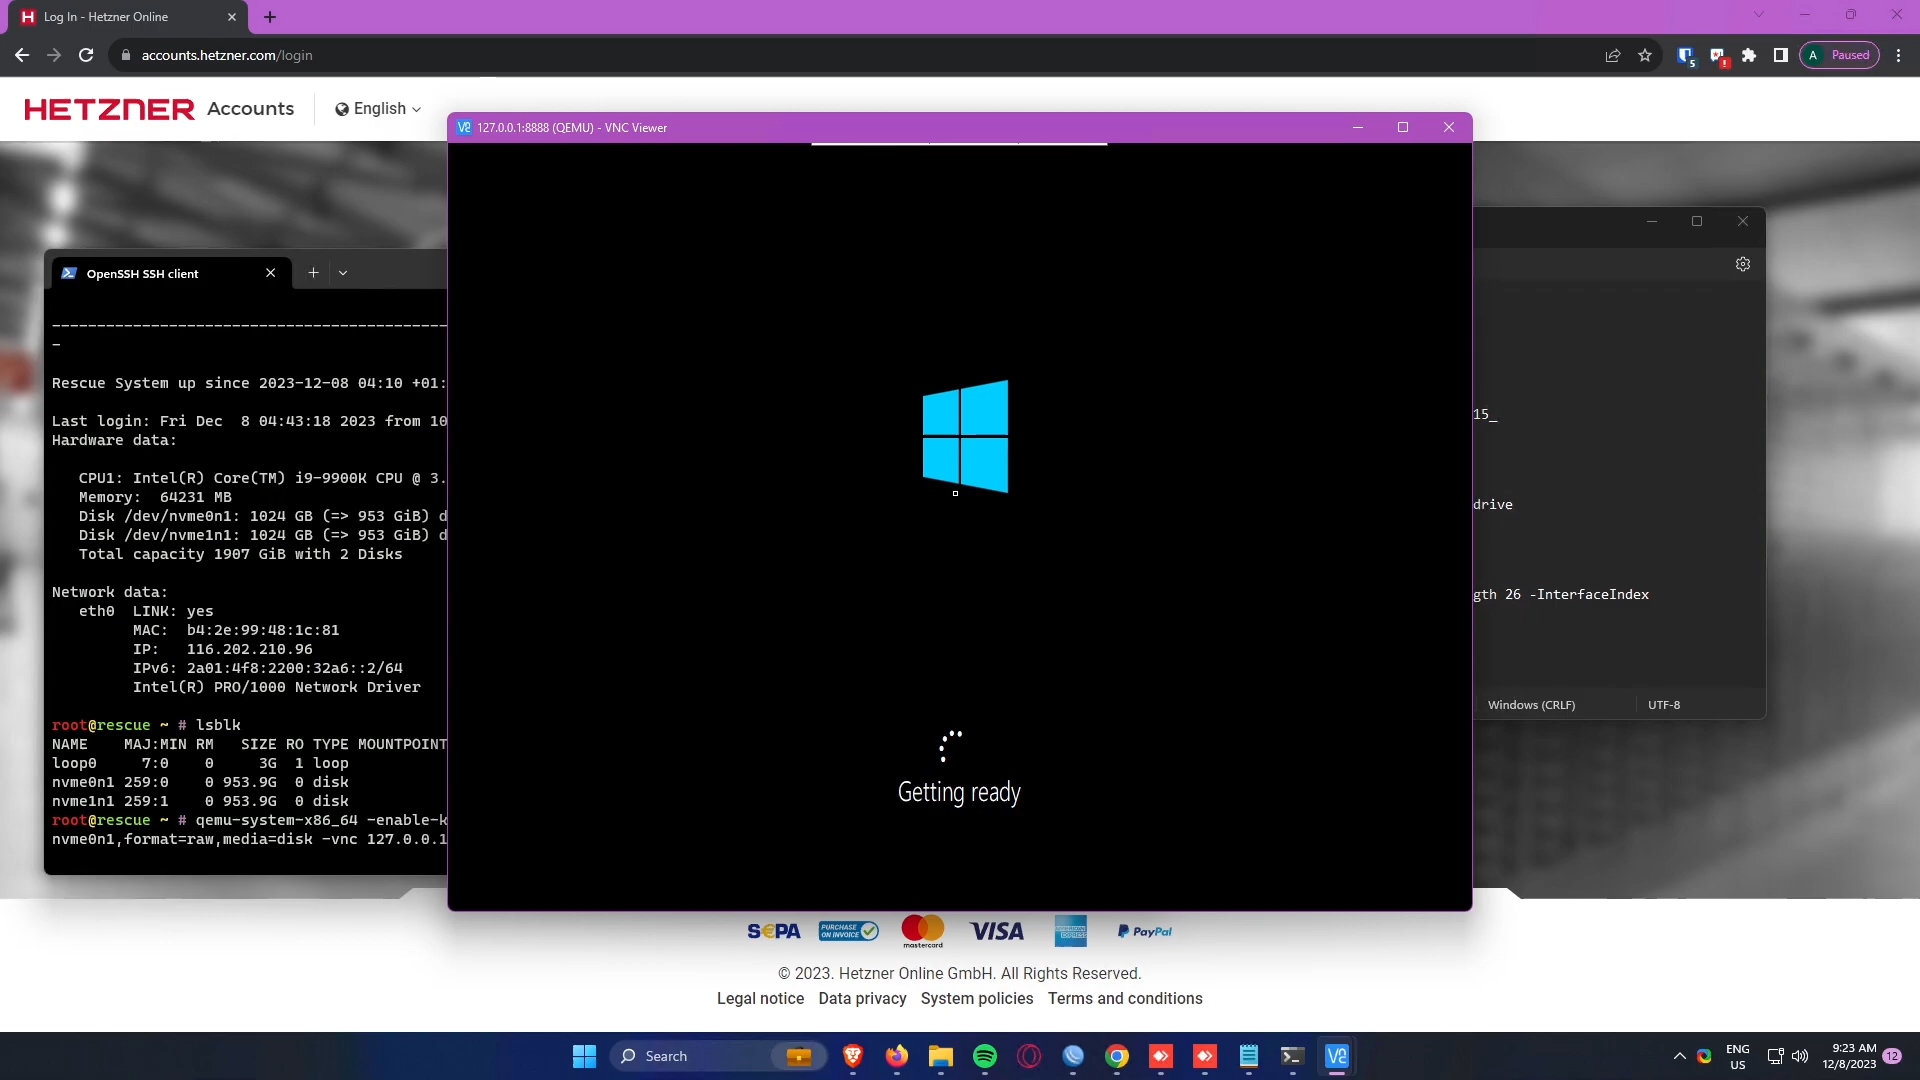 Log In - Hetzner Online
accounts.hetzner.com/login
A Paused
HETZNER Accounts English
127.0.0.1:8888 (QEMU) - VNC Viewer
OpenSSH SSH client
-
Rescue System up since 2023-12-08 04:10 +01:
Last login: Fri Dec  8 04:43:18 2023 from 10
Hardware data:
CPU1: Intel(R) Core(TM) i9-9900K CPU @ 3.
Memory:  64231 MB
Disk /dev/nvme0n1: 1024 GB (=> 953 GiB) d
Disk /dev/nvme1n1: 1024 GB (=> 953 GiB) d
Total capacity 1907 GiB with 2 Disks
Network data:
eth0  LINK: yes
MAC:  b4:2e:99:48:1c:81
IP:   116.202.210.96
IPv6: 2a01:4f8:2200:32a6::2/64
Intel(R) PRO/1000 Network Driver
root@rescue ~ # lsblk
NAME    MAJ:MIN RM   SIZE RO TYPE MOUNTPOINT
loop0     7:0    0     3G  1 loop
nvme0n1 259:0    0 953.9G  0 disk
nvme1n1 259:1    0 953.9G  0 disk
root@rescue ~ # qemu-system-x86_64 -enable-k
nvme0n1,format=raw,media=disk -vnc 127.0.0.1
Getting ready
15_
drive
gth 26 -InterfaceIndex
Windows (CRLF) UTF-8
SEPA PURCHASE ON INVOICE mastercard VISA AMERICAN EXPRESS PayPal
© 2023. Hetzner Online GmbH. All Rights Reserved.
Legal notice Data privacy System policies Terms and conditions
Search
ENG
US
9:23 AM
12/8/2023
12